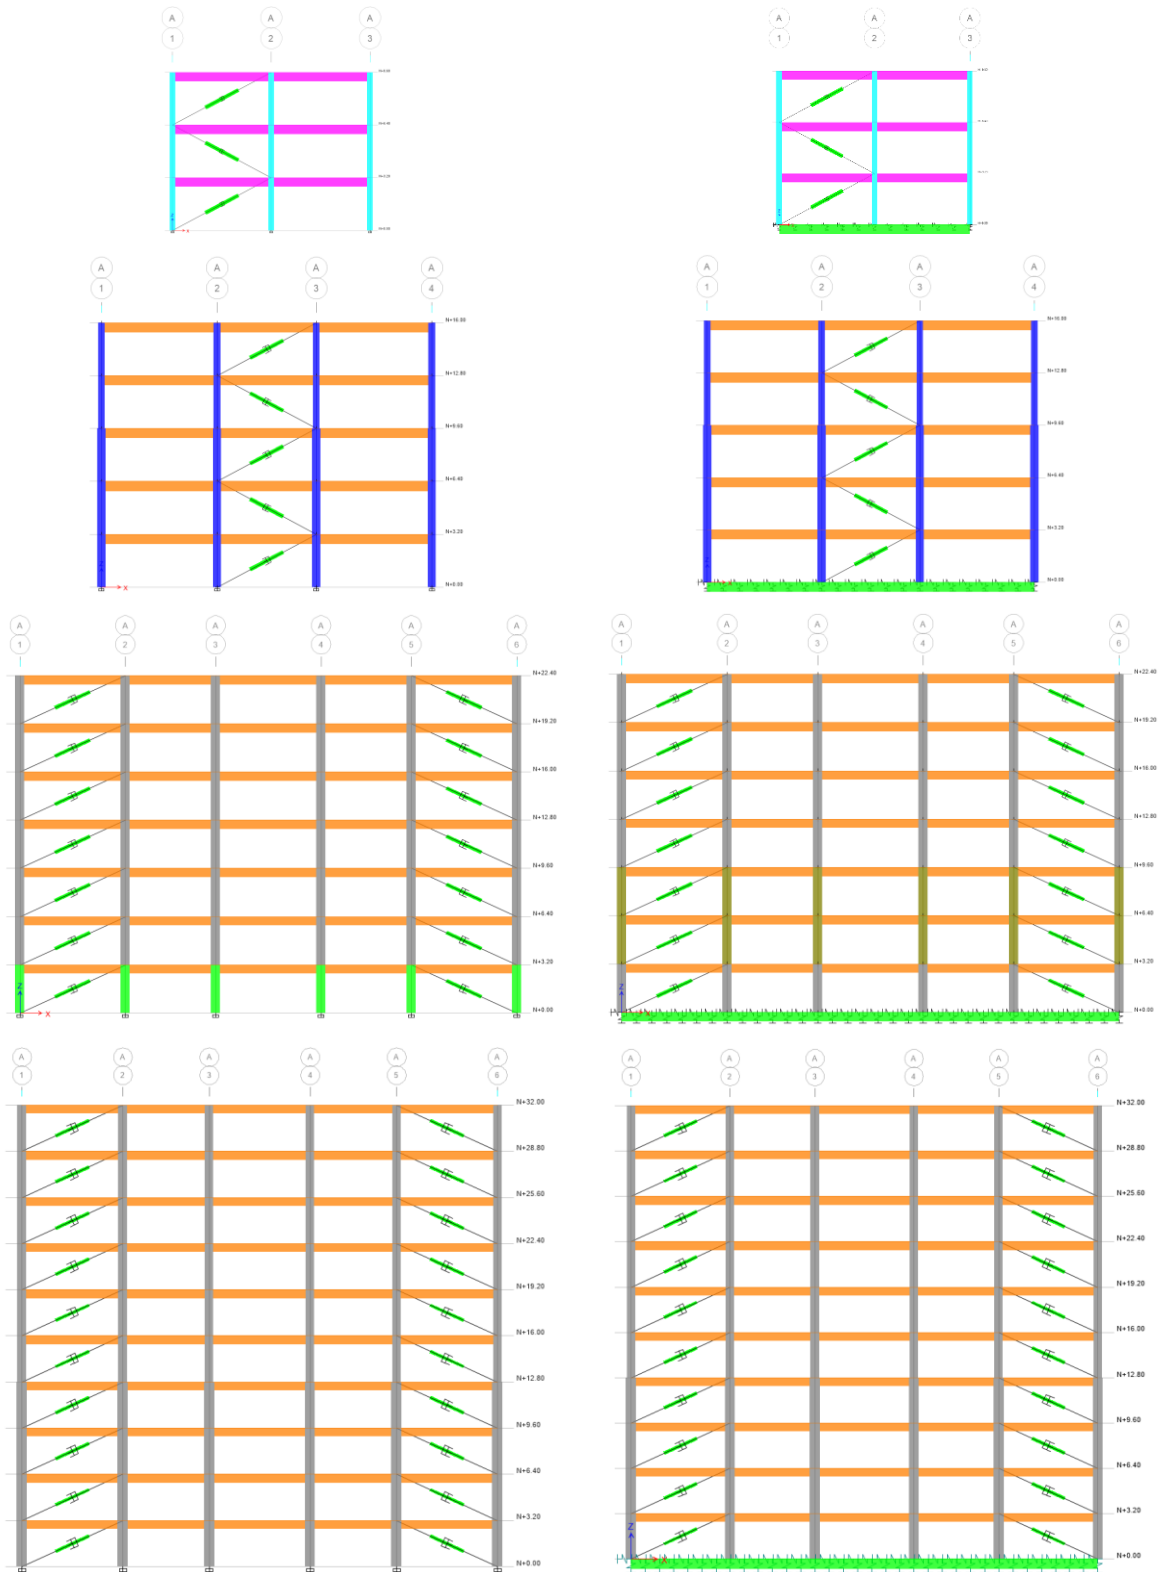 A A A
1 2 3
A A A
1 2 3
A A A A
1 2 3 4
N+16.00
N+12.80
N+9.60
N+6.40
N+3.20
N+0.00
X
A A A A
1 2 3 4
N+16.00
N+12.80
N+9.60
N+6.40
N+3.20
N+0.00
A A A A A A
1 2 3 4 5 6
N+22.40
N+19.20
N+16.00
N+12.80
N+9.60
N+6.40
N+3.20
Z
N+0.00
X
A A A A A A
1 2 3 4 5 6
N+22.40
N+19.20
N+16.00
N+12.80
N+9.60
N+6.40
N+3.20
Z
N+0.00
X
A A A A A A
1 2 3 4 5 6
N+32.00
N+28.80
N+25.60
N+22.40
N+19.20
N+16.00
N+12.80
N+9.60
N+6.40
N+3.20
N+0.00
A A A A A A
1 2 3 4 5 6
N+32.00
N+28.80
N+25.60
N+22.40
N+19.20
N+16.00
N+12.80
N+9.60
N+6.40
N+3.20
Z
N+0.00
X